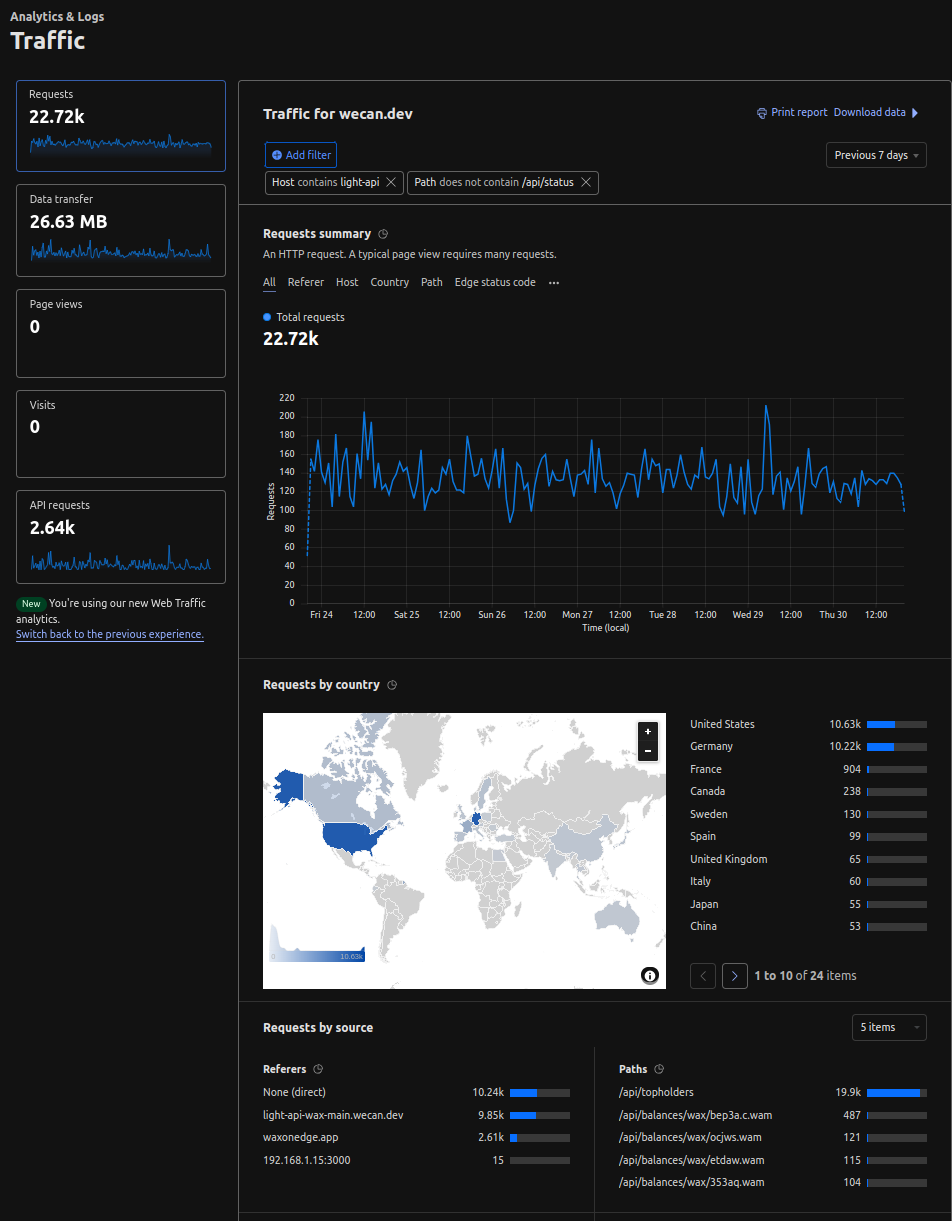 Analytics & Logs
Traffic
Requests
22.72k
Data transfer
26.63 MB
Page views
0
Visits
0
API requests
2.64k
New You're using our new Web Traffic
analytics.
Switch back to the previous experience.
Traffic for wecan.dev
Print report Download data
Add filter
Previous 7 days
Host contains light-api
Path does not contain /api/status
Requests summary
An HTTP request. A typical page view requires many requests.
All Referer Host Country Path Edge status code ...
Total requests
22.72k
220
200
180
160
140
120
100
80
60
40
20
0
Requests
Fri 24 12:00 Sat 25 12:00 Sun 26 12:00 Mon 27 12:00 Tue 28 12:00 Wed 29 12:00 Thu 30 12:00
Time (local)
Requests by country
+
−
0 10.63k
United States 10.63k
Germany 10.22k
France 904
Canada 238
Sweden 130
Spain 99
United Kingdom 65
Italy 60
Japan 55
China 53
1 to 10 of 24 items
Requests by source
5 items
Referers
None (direct) 10.24k
light-api-wax-main.wecan.dev 9.85k
waxonedge.app 2.61k
192.168.1.15:3000 15
Paths
/api/topholders 19.9k
/api/balances/wax/bep3a.c.wam 487
/api/balances/wax/ocjws.wam 121
/api/balances/wax/etdaw.wam 115
/api/balances/wax/353aq.wam 104